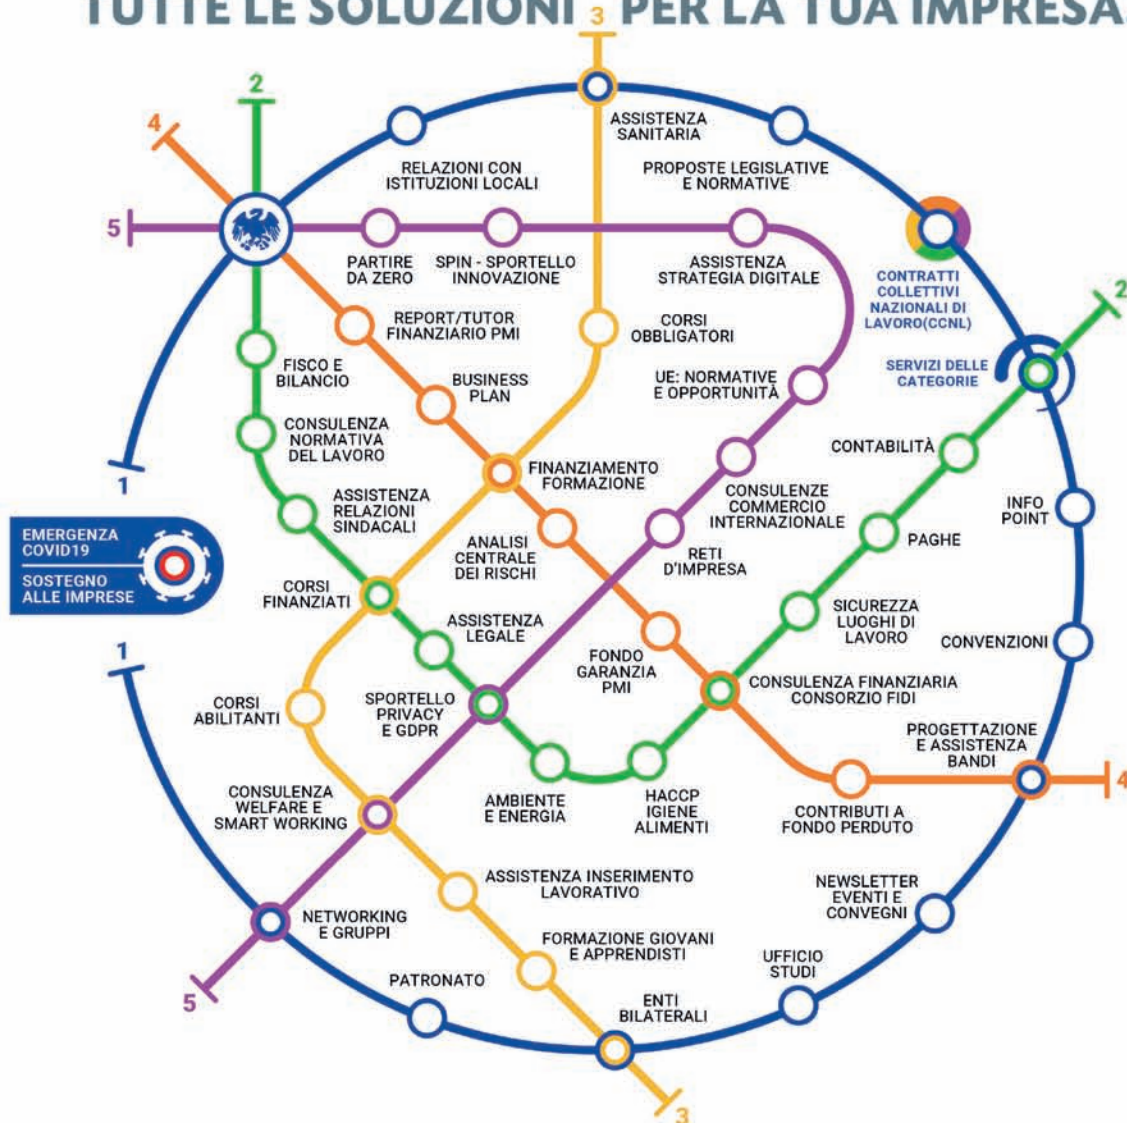 TUTTE LE SOLUZIONI PER LA TUA IMPRESA
3
2
4
ASSISTENZA
SANITARIA
RELAZIONI CON
ISTITUZIONI LOCALI
PROPOSTE LEGISLATIVE
E NORMATIVE
5
PARTIRE
DA ZERO
SPIN - SPORTELLO
INNOVAZIONE
ASSISTENZA
STRATEGIA DIGITALE
CONTRATTI
COLLETTIVI
NAZIONALI DI
LAVORO(CCNL)
2
REPORT/TUTOR
FINANZIARIO PMI
CORSI
OBBLIGATORI
FISCO E
BILANCIO
BUSINESS
PLAN
UE: NORMATIVE
E OPPORTUNITÀ
SERVIZI DELLE
CATEGORIE
CONSULENZA
NORMATIVA
DEL LAVORO
CONTABILITÀ
1
FINANZIAMENTO
FORMAZIONE
ASSISTENZA
RELAZIONI
SINDACALI
CONSULENZE
COMMERCIO
INTERNAZIONALE
INFO
POINT
EMERGENZA
COVID19
SOSTEGNO
ALLE IMPRESE
ANALISI
CENTRALE
DEI RISCHI
RETI
D'IMPRESA
PAGHE
CORSI
FINANZIATI
SICUREZZA
LUOGHI DI
LAVORO
ASSISTENZA
LEGALE
CONVENZIONI
1
FONDO
GARANZIA
PMI
CONSULENZA FINANZIARIA
CONSORZIO FIDI
CORSI
ABILITANTI
SPORTELLO
PRIVACY
E GDPR
PROGETTAZIONE
E ASSISTENZA
BANDI
4
CONSULENZA
WELFARE E
SMART WORKING
AMBIENTE
E ENERGIA
HACCP
IGIENE
ALIMENTI
CONTRIBUTI A
FONDO PERDUTO
ASSISTENZA INSERIMENTO
LAVORATIVO
NEWSLETTER
EVENTI E
CONVEGNI
NETWORKING
E GRUPPI
FORMAZIONE GIOVANI
E APPRENDISTI
UFFICIO
STUDI
5
PATRONATO
ENTI
BILATERALI
3